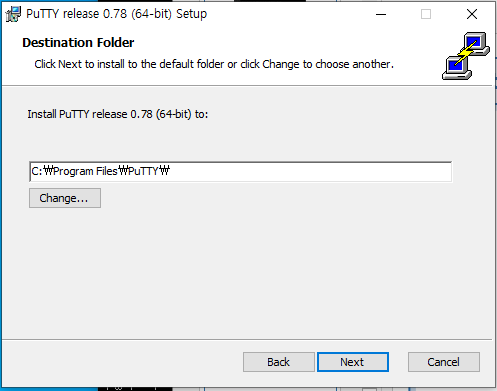 PuTTY release 0.78 (64-bit) Setup
Destination Folder
Click Next to install to the default folder or click Change to choose another.
Install PuTTY release 0.78 (64-bit) to:
C:₩Program Files₩PuTTY₩
Change...
Back
Next
Cancel